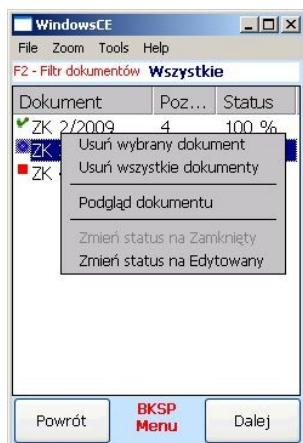 WindowsCE
File Zoom Tools Help
F2 - Filtr dokumentów Wszystkie
Dokument Poz... Status
ZK 2/2009 4 100 %
ZK
ZK
Usuń wybrany dokument
Usuń wszystkie dokumenty
Podgląd dokumentu
Zmień status na Zamknięty
Zmień status na Edytowany
Powrót
BKSP
Menu
Dalej